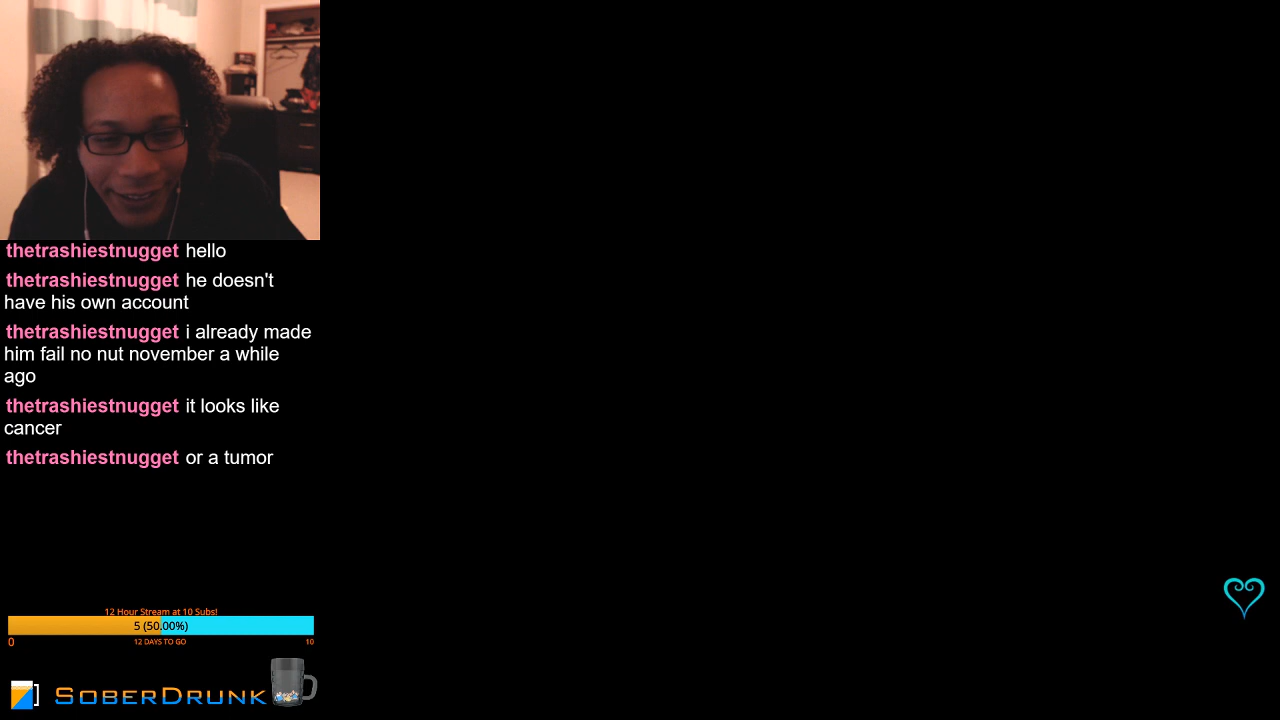 thetrashiestnugget hello
thetrashiestnugget he doesn't
have his own account
thetrashiestnugget i already made
him fail no nut november a while
ago
thetrashiestnugget it looks like
cancer
thetrashiestnugget or a tumor
12 Hour Stream at 10 Subs!
5 (50.00%)
0 12 DAYS TO GO 10
SOBERDRUNK